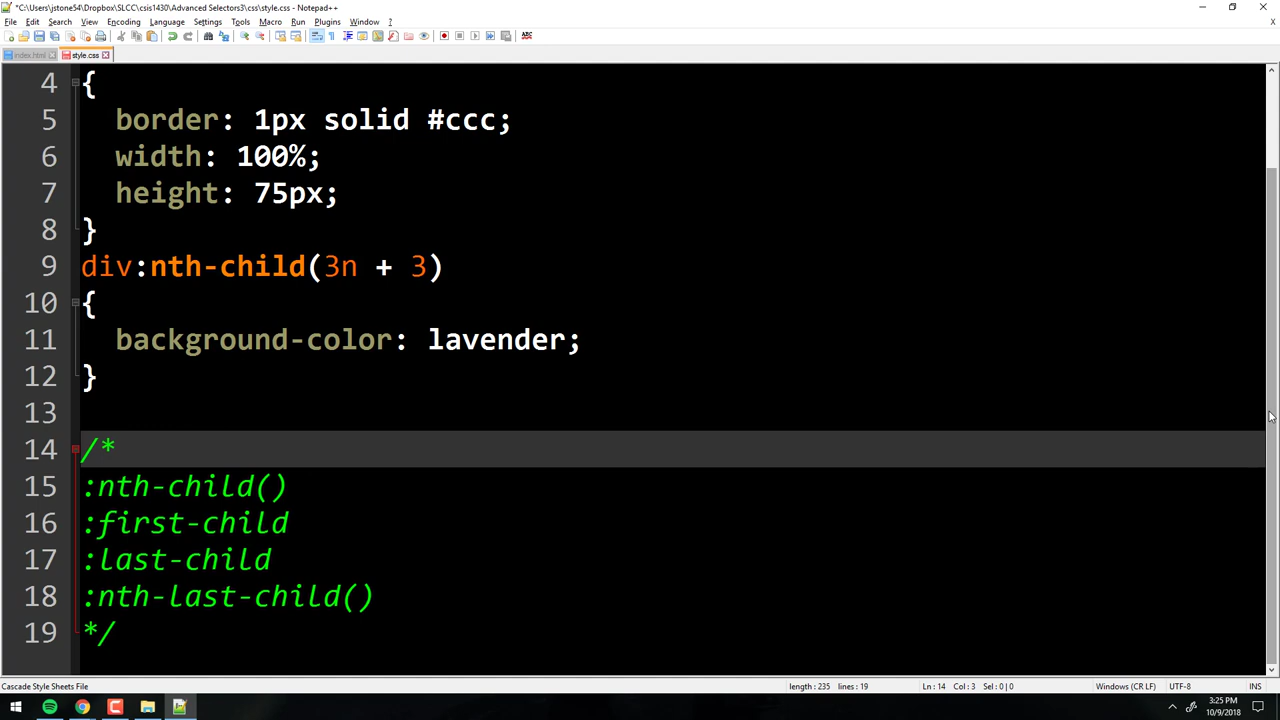 *C:\Users\jstone54\Dropbox\SLCC\csis1430\Advanced Selectors3\css\style.css - Notepad++
File Edit Search View Encoding Language Settings Tools Macro Run Plugins Window ?
X
index.html style.css
4 {
5 border: 1px solid #ccc;
6 width: 100%;
7 height: 75px;
8 }
9 div:nth-child(3n + 3)
10 {
11 background-color: lavender;
12 }
13
14 /*
15 :nth-child()
16 :first-child
17 :last-child
18 :nth-last-child()
19 */
Cascade Style Sheets File length : 235 lines : 19 Ln : 14 Col : 3 Sel : 0 | 0 Windows (CR LF) UTF-8 INS
3:25 PM
10/9/2018